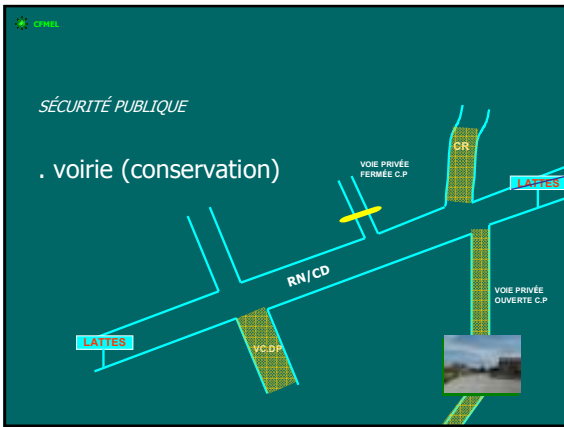 CFMEL
SÉCURITÉ PUBLIQUE
. voirie (conservation)
VOIE PRIVÉE
FERMÉE C.P
CR
LATTES
RN/CD
VOIE PRIVÉE
OUVERTE C.P
LATTES
VC.DP